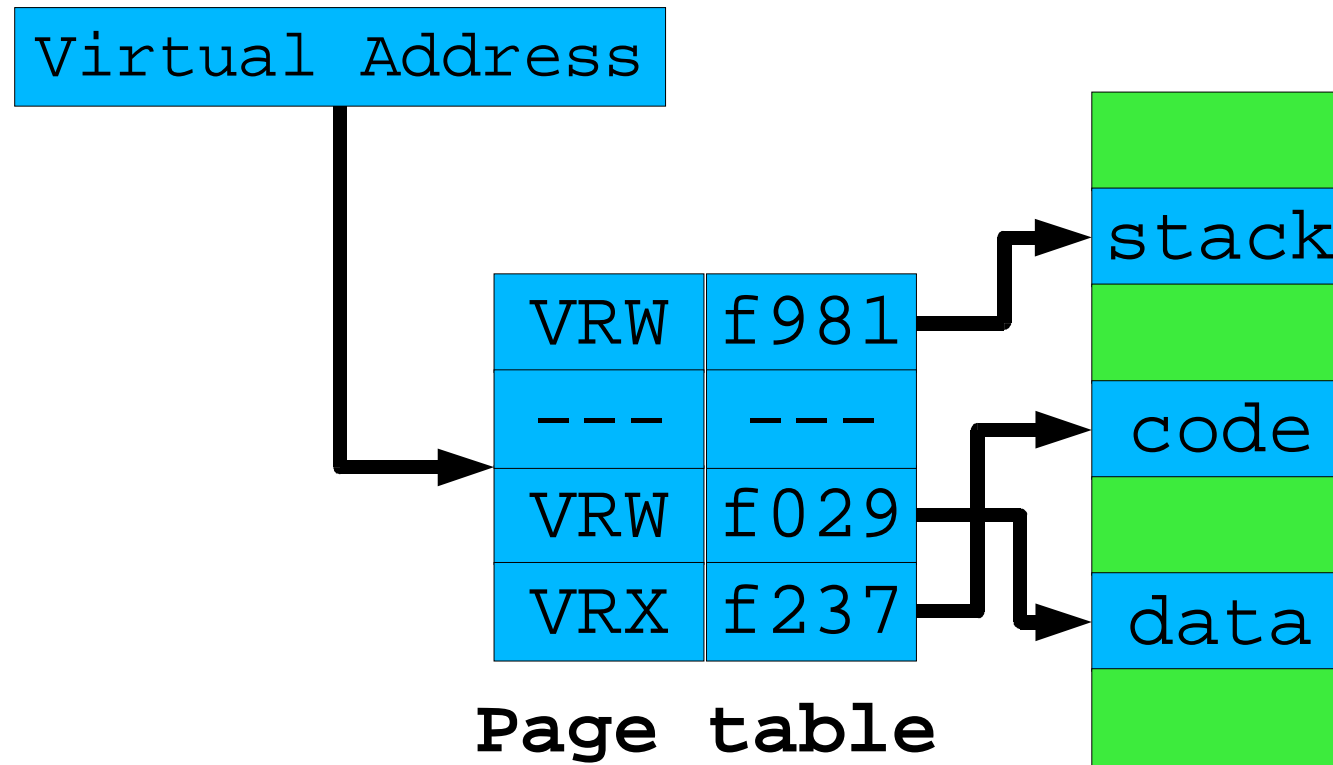 Virtual Address
stack
VRW f981
--- ---
code
VRW f029
VRX f237
data
Page table